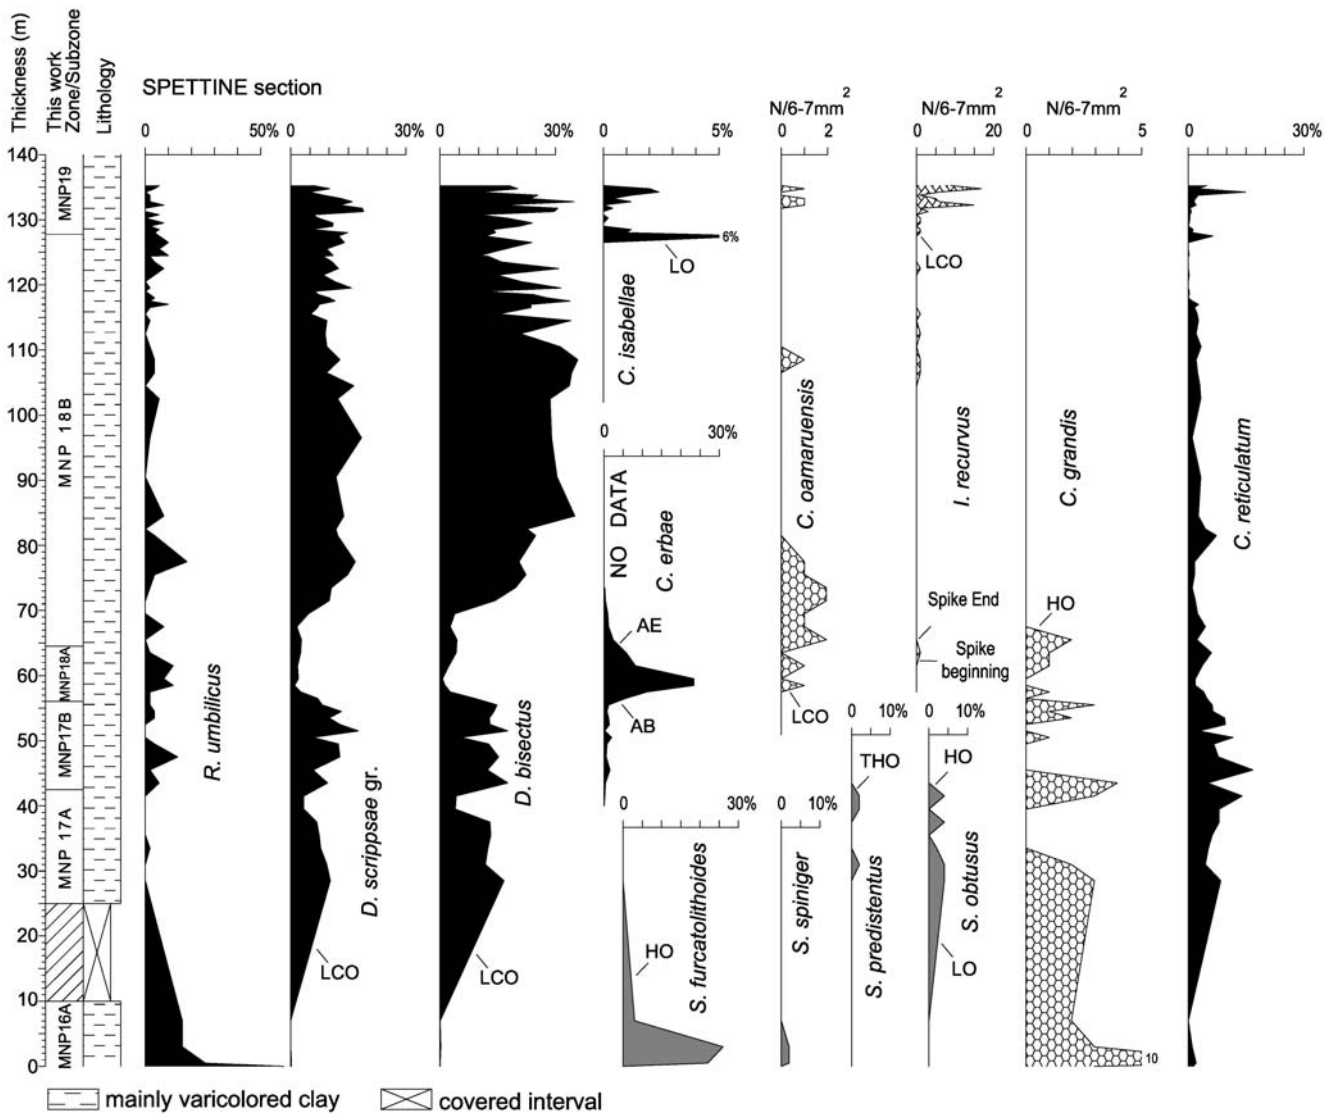 SPETTINE section
Thickness (m)
This work
Zone/Subzone
Lithology
0 50%
0 30%
0 30%
0 5%
N/6-7mm²
0 2
N/6-7mm²
0 20
N/6-7mm²
0 5
0 30%
140
130
120
110
100
90
80
70
60
50
40
30
20
10
0
MNP19
MNP 18B
MNP18A
MNP17B
MNP 17A
MNP16A
R. umbilicus
D. scrippsae gr.
LCO
D. bisectus
LCO
6%
LO
C. isabellae
0 30%
NO DATA
C. erbae
AE
AB
0 30%
HO
S. furcatolithoides
C. oamaruensis
LCO
0 10%
S. spiniger
0 10%
THO
S. predistentus
LCO
I. recurvus
Spike End
Spike
beginning
0 10%
HO
S. obtusus
LO
C. grandis
HO
10
C. reticulatum
mainly varicolored clay
covered interval